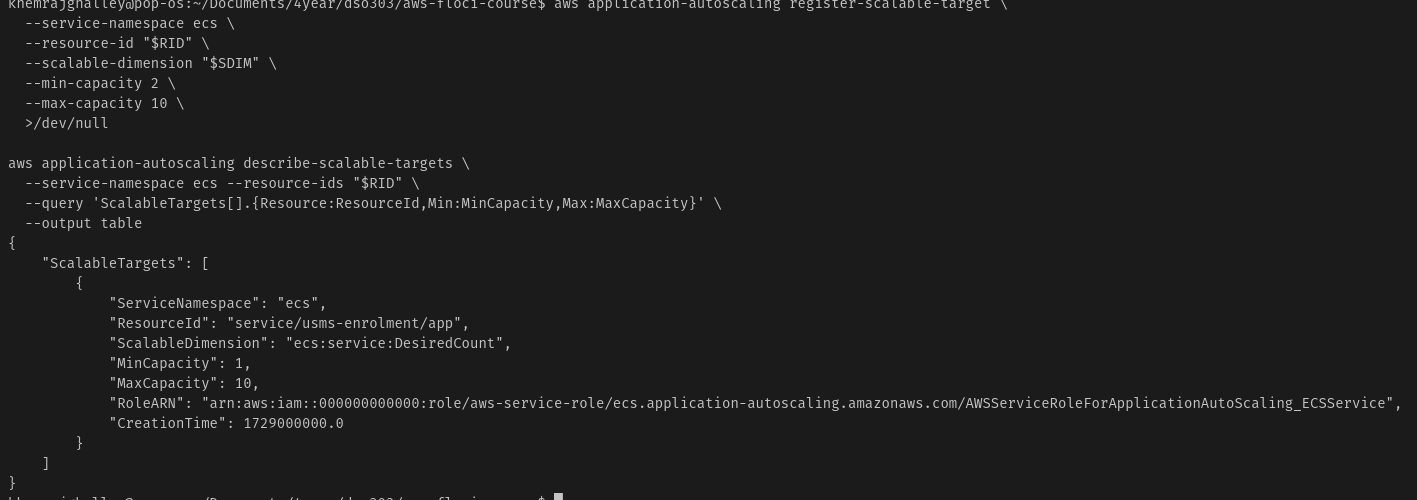 khemrajghalley@pop-os:~/Documents/4year/dso303/aws-floci-course$ aws application-autoscaling register-scalable-target \
  --service-namespace ecs \
  --resource-id "$RID" \
  --scalable-dimension "$SDIM" \
  --min-capacity 2 \
  --max-capacity 10 \
  >/dev/null

aws application-autoscaling describe-scalable-targets \
  --service-namespace ecs --resource-ids "$RID" \
  --query 'ScalableTargets[].{Resource:ResourceId,Min:MinCapacity,Max:MaxCapacity}' \
  --output table
{
    "ScalableTargets": [
        {
            "ServiceNamespace": "ecs",
            "ResourceId": "service/usms-enrolment/app",
            "ScalableDimension": "ecs:service:DesiredCount",
            "MinCapacity": 1,
            "MaxCapacity": 10,
            "RoleARN": "arn:aws:iam::000000000000:role/aws-service-role/ecs.application-autoscaling.amazonaws.com/AWSServiceRoleForApplicationAutoScaling_ECSService",
            "CreationTime": 1729000000.0
        }
    ]
}